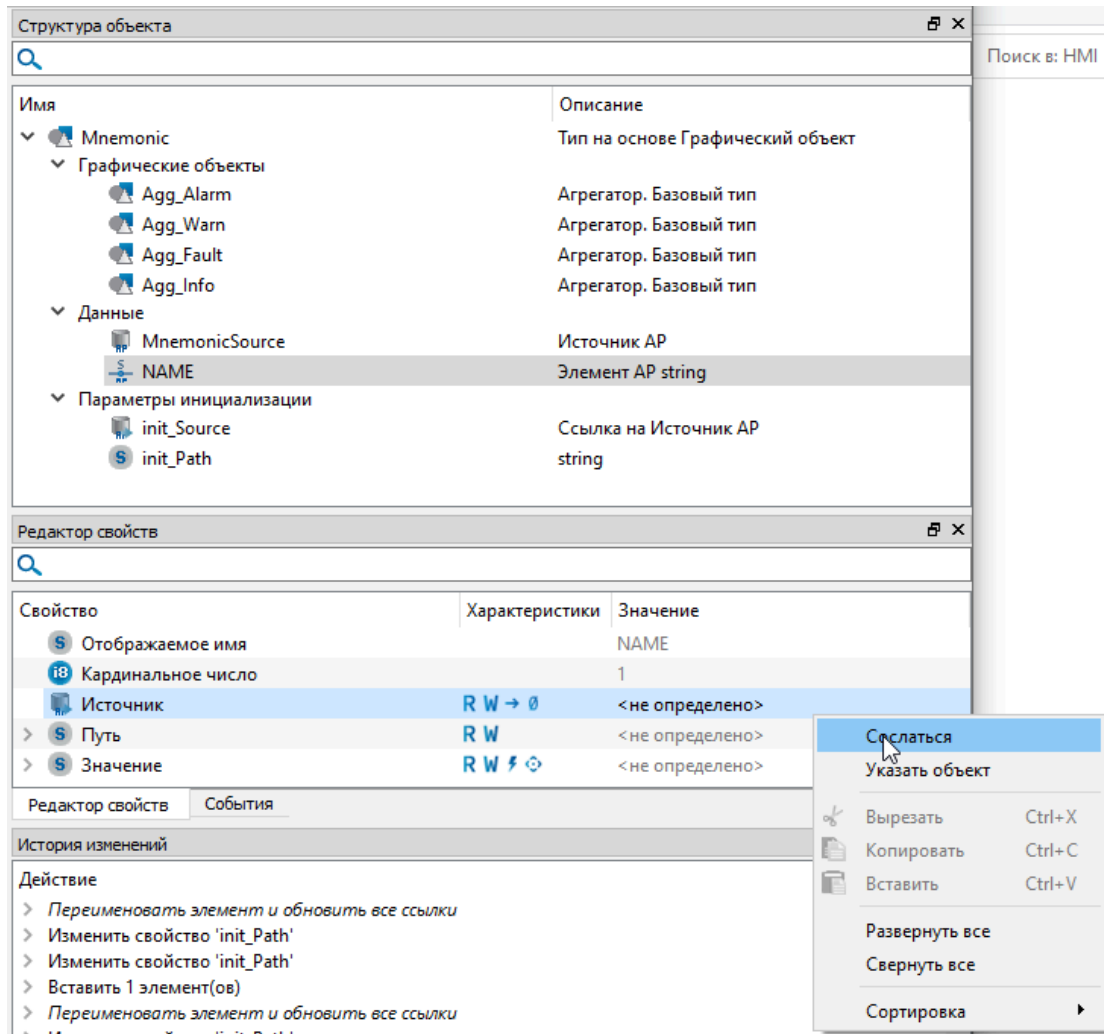 Структура объекта
Поиск в: HMI
Имя Описание
Mnemonic Тип на основе Графический объект
Графические объекты
Agg_Alarm Агрегатор. Базовый тип
Agg_Warn Агрегатор. Базовый тип
Agg_Fault Агрегатор. Базовый тип
Agg_Info Агрегатор. Базовый тип
Данные
MnemonicSource Источник AP
NAME Элемент AP string
Параметры инициализации
init_Source Ссылка на Источник AP
init_Path string
Редактор свойств
Свойство Характеристики Значение
Отображаемое имя NAME
Кардинальное число 1
Источник R W → ø <не определено>
Путь R W <не определено>
Значение R W <не определено>
Редактор свойств События
Сослаться
Указать объект
Вырезать Ctrl+X
Копировать Ctrl+C
Вставить Ctrl+V
Развернуть все
Свернуть все
Сортировка
История изменений
Действие
Переименовать элемент и обновить все ссылки
Изменить свойство 'init_Path'
Изменить свойство 'init_Path'
Вставить 1 элемент(ов)
Переименовать элемент и обновить все ссылки